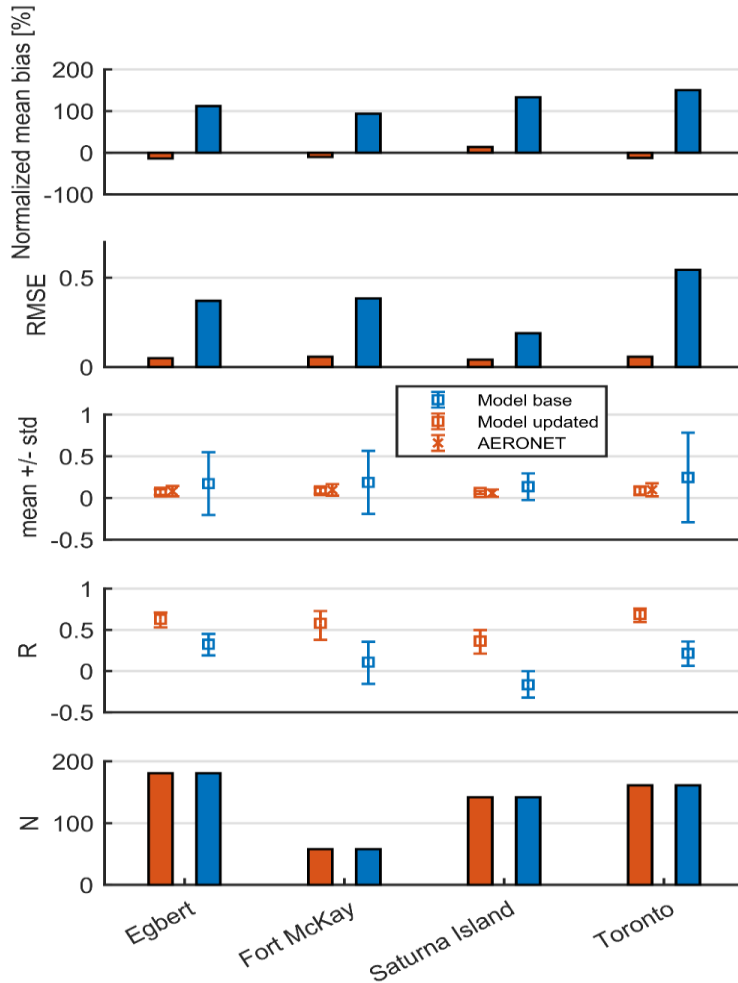 Normalized mean bias [%]
200
100
0
-100
RMSE
0.5
0
mean +/- std
1
0.5
0
-0.5
Model base
Model updated
AERONET
R
1
0.5
0
-0.5
N
200
100
0
Egbert
Fort McKay
Saturna Island
Toronto